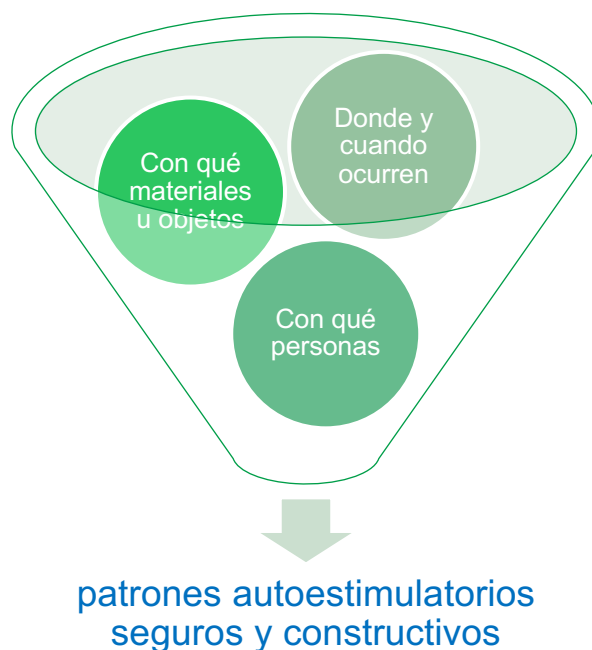 Donde y
cuando
ocurren
Con qué
materiales
u objetos
Con qué
personas
patrones autoestimulatorios
seguros y constructivos